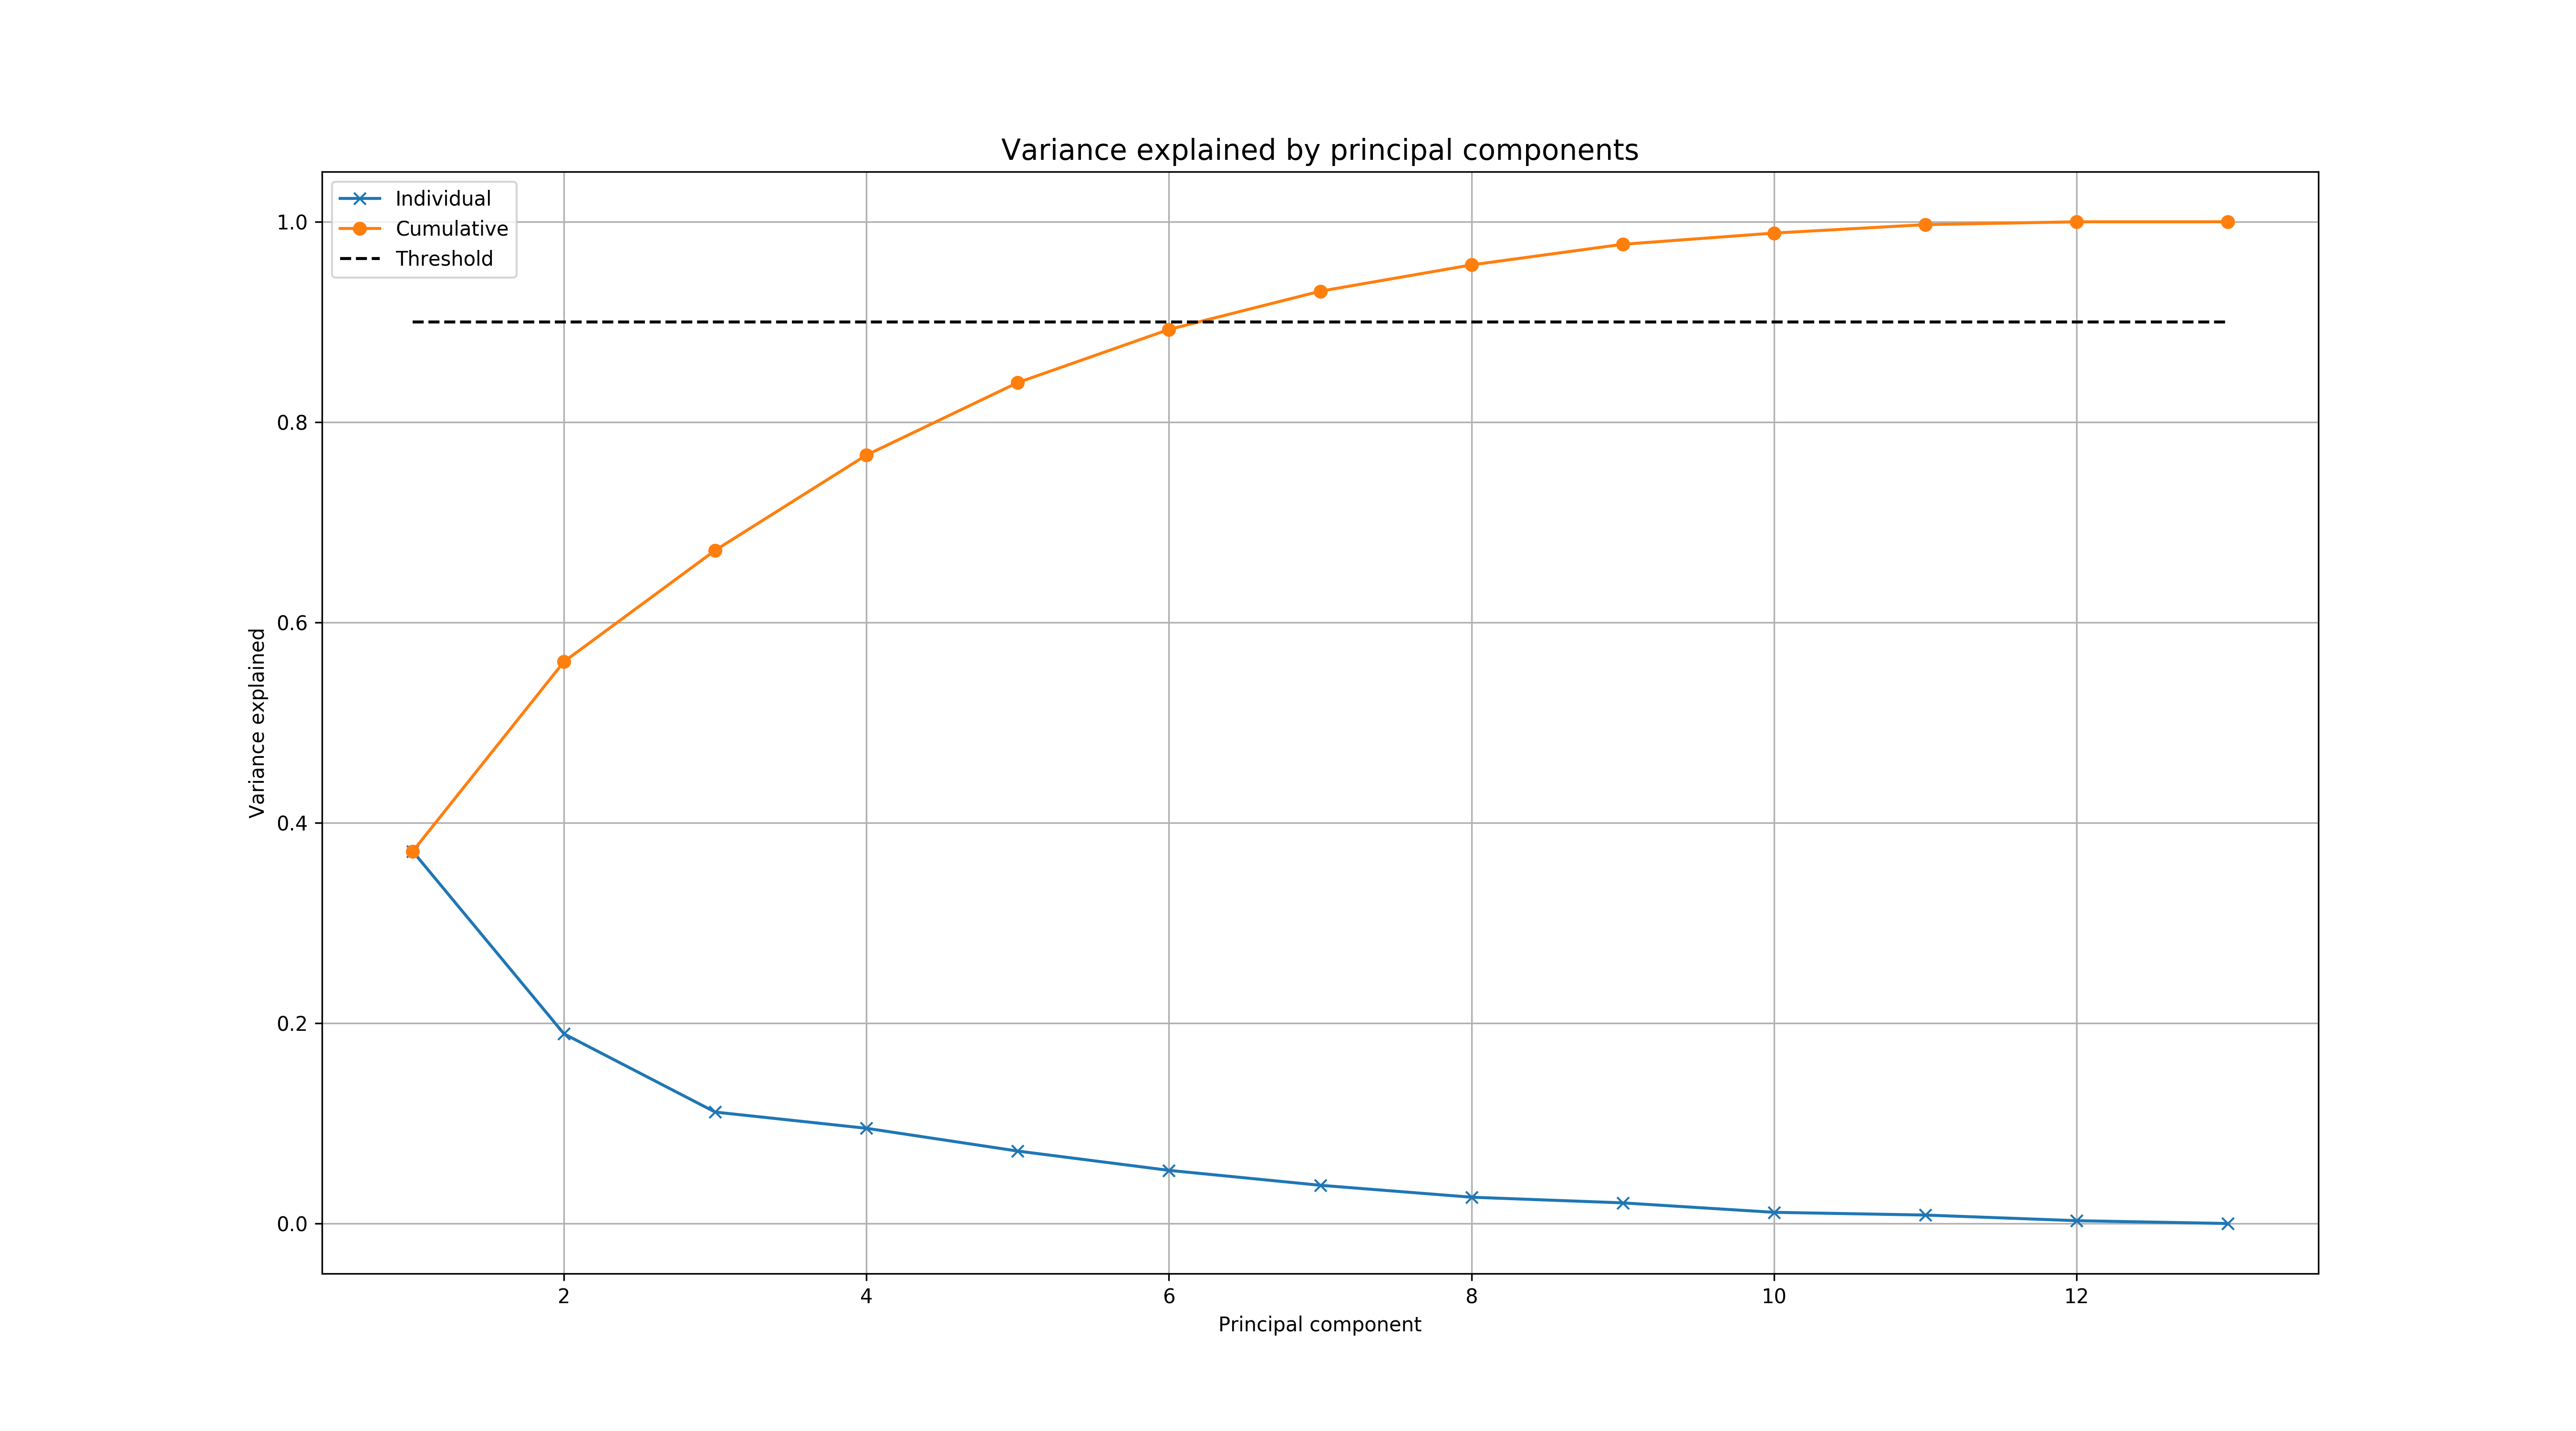 Variance explained by principal components
Individual
Cumulative
Threshold
Variance explained
1.0
0.8
0.6
0.4
0.2
0.0
2 4 6 8 10 12
Principal component